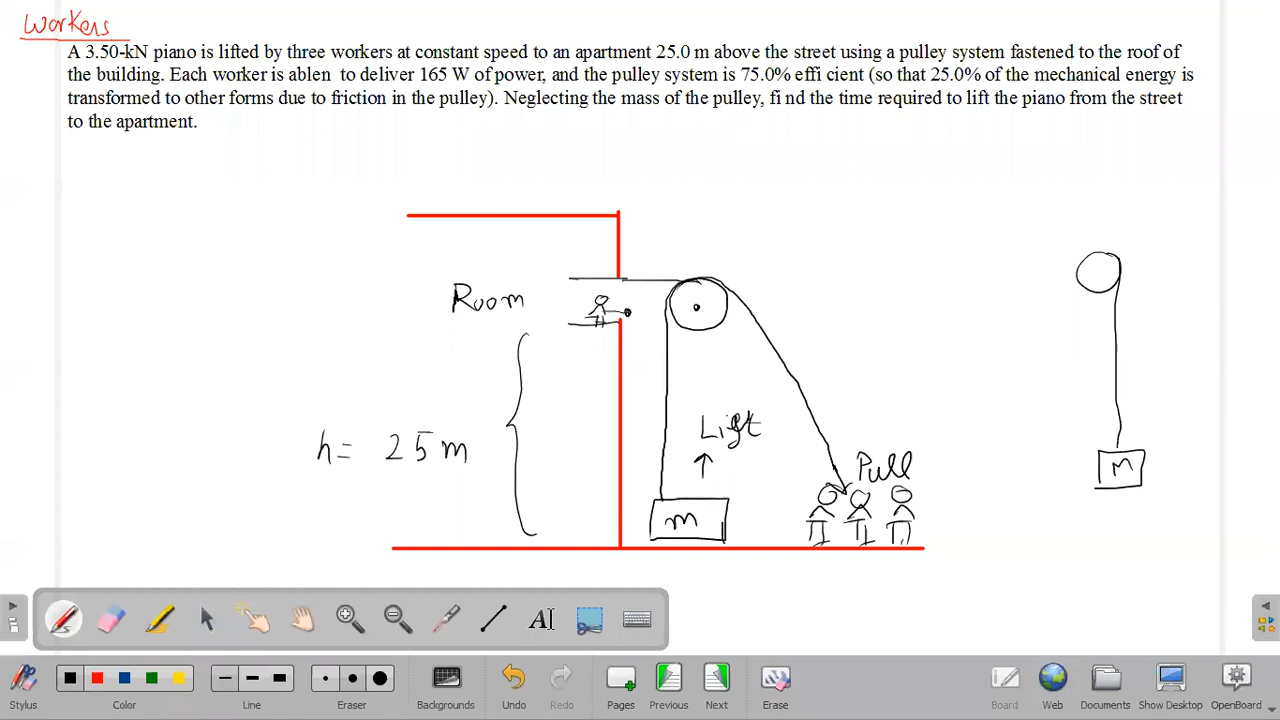 Workers
A 3.50-kN piano is lifted by three workers at constant speed to an apartment 25.0 m above the street using a pulley system fastened to the roof of
the building. Each worker is ablen  to deliver 165 W of power, and the pulley system is 75.0% effi cient (so that 25.0% of the mechanical energy is
transformed to other forms due to friction in the pulley). Neglecting the mass of the pulley, fi nd the time required to lift the piano from the street
to the apartment.
Room
h= 25m
Lift
Pull
m
m
AI
Stylus
Color
Line
Eraser
Backgrounds
Undo
Redo
Pages
Previous
Next
Erase
Board
Web
Documents
Show Desktop
OpenBoard